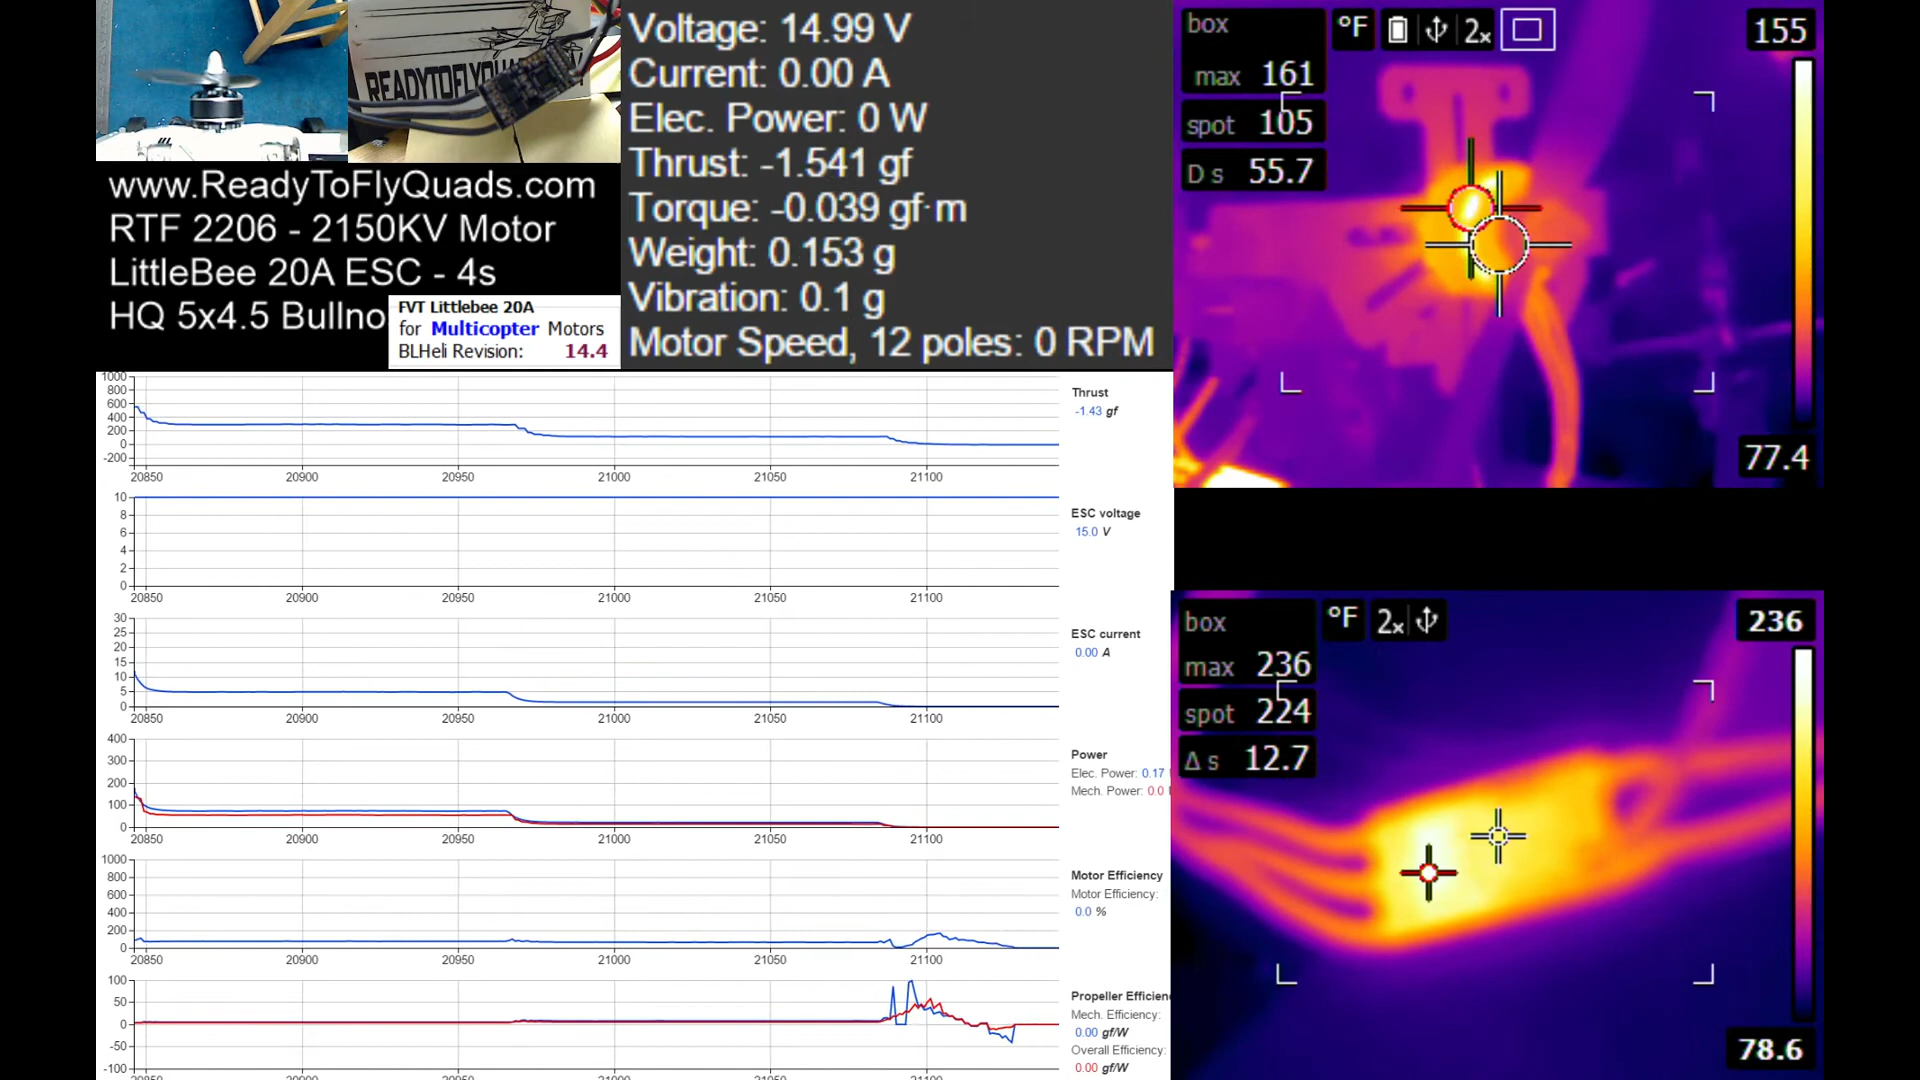 READYTOFLYQUADS
www.ReadyToFlyQuads.com
RTF 2206 - 2150KV Motor
LittleBee 20A ESC - 4s
HQ 5x4.5 Bullno
FVT Littlebee 20A
for Multicopter Motors
BLHeli Revision: 14.4
Voltage: 14.99 V
Current: 0.00 A
Elec. Power: 0 W
Thrust: -1.541 gf
Torque: -0.039 gf·m
Weight: 0.153 g
Vibration: 0.1 g
Motor Speed, 12 poles: 0 RPM
box °F 2x 155
max 161
spot 105
D s 55.7
77.4
1000
800
600
400
200
0
-200
20850 20900 20950 21000 21050 21100
Thrust
-1.43 gf
10
8
6
4
2
0
20850 20900 20950 21000 21050 21100
ESC voltage
15.0 V
30
25
20
15
10
5
0
20850 20900 20950 21000 21050 21100
ESC current
0.00 A
400
300
200
100
0
20850 20900 20950 21000 21050 21100
Power
Elec. Power: 0.17
Mech. Power: 0.0
1000
800
600
400
200
0
20850 20900 20950 21000 21050 21100
Motor Efficiency
Motor Efficiency:
0.0 %
100
50
0
-50
-100
20850 20900 20950 21000 21050 21100
Propeller Efficien
Mech. Efficiency:
0.00 gf/W
Overall Efficiency:
0.00 gf/W
box °F 2x 236
max 236
spot 224
Δ s 12.7
78.6